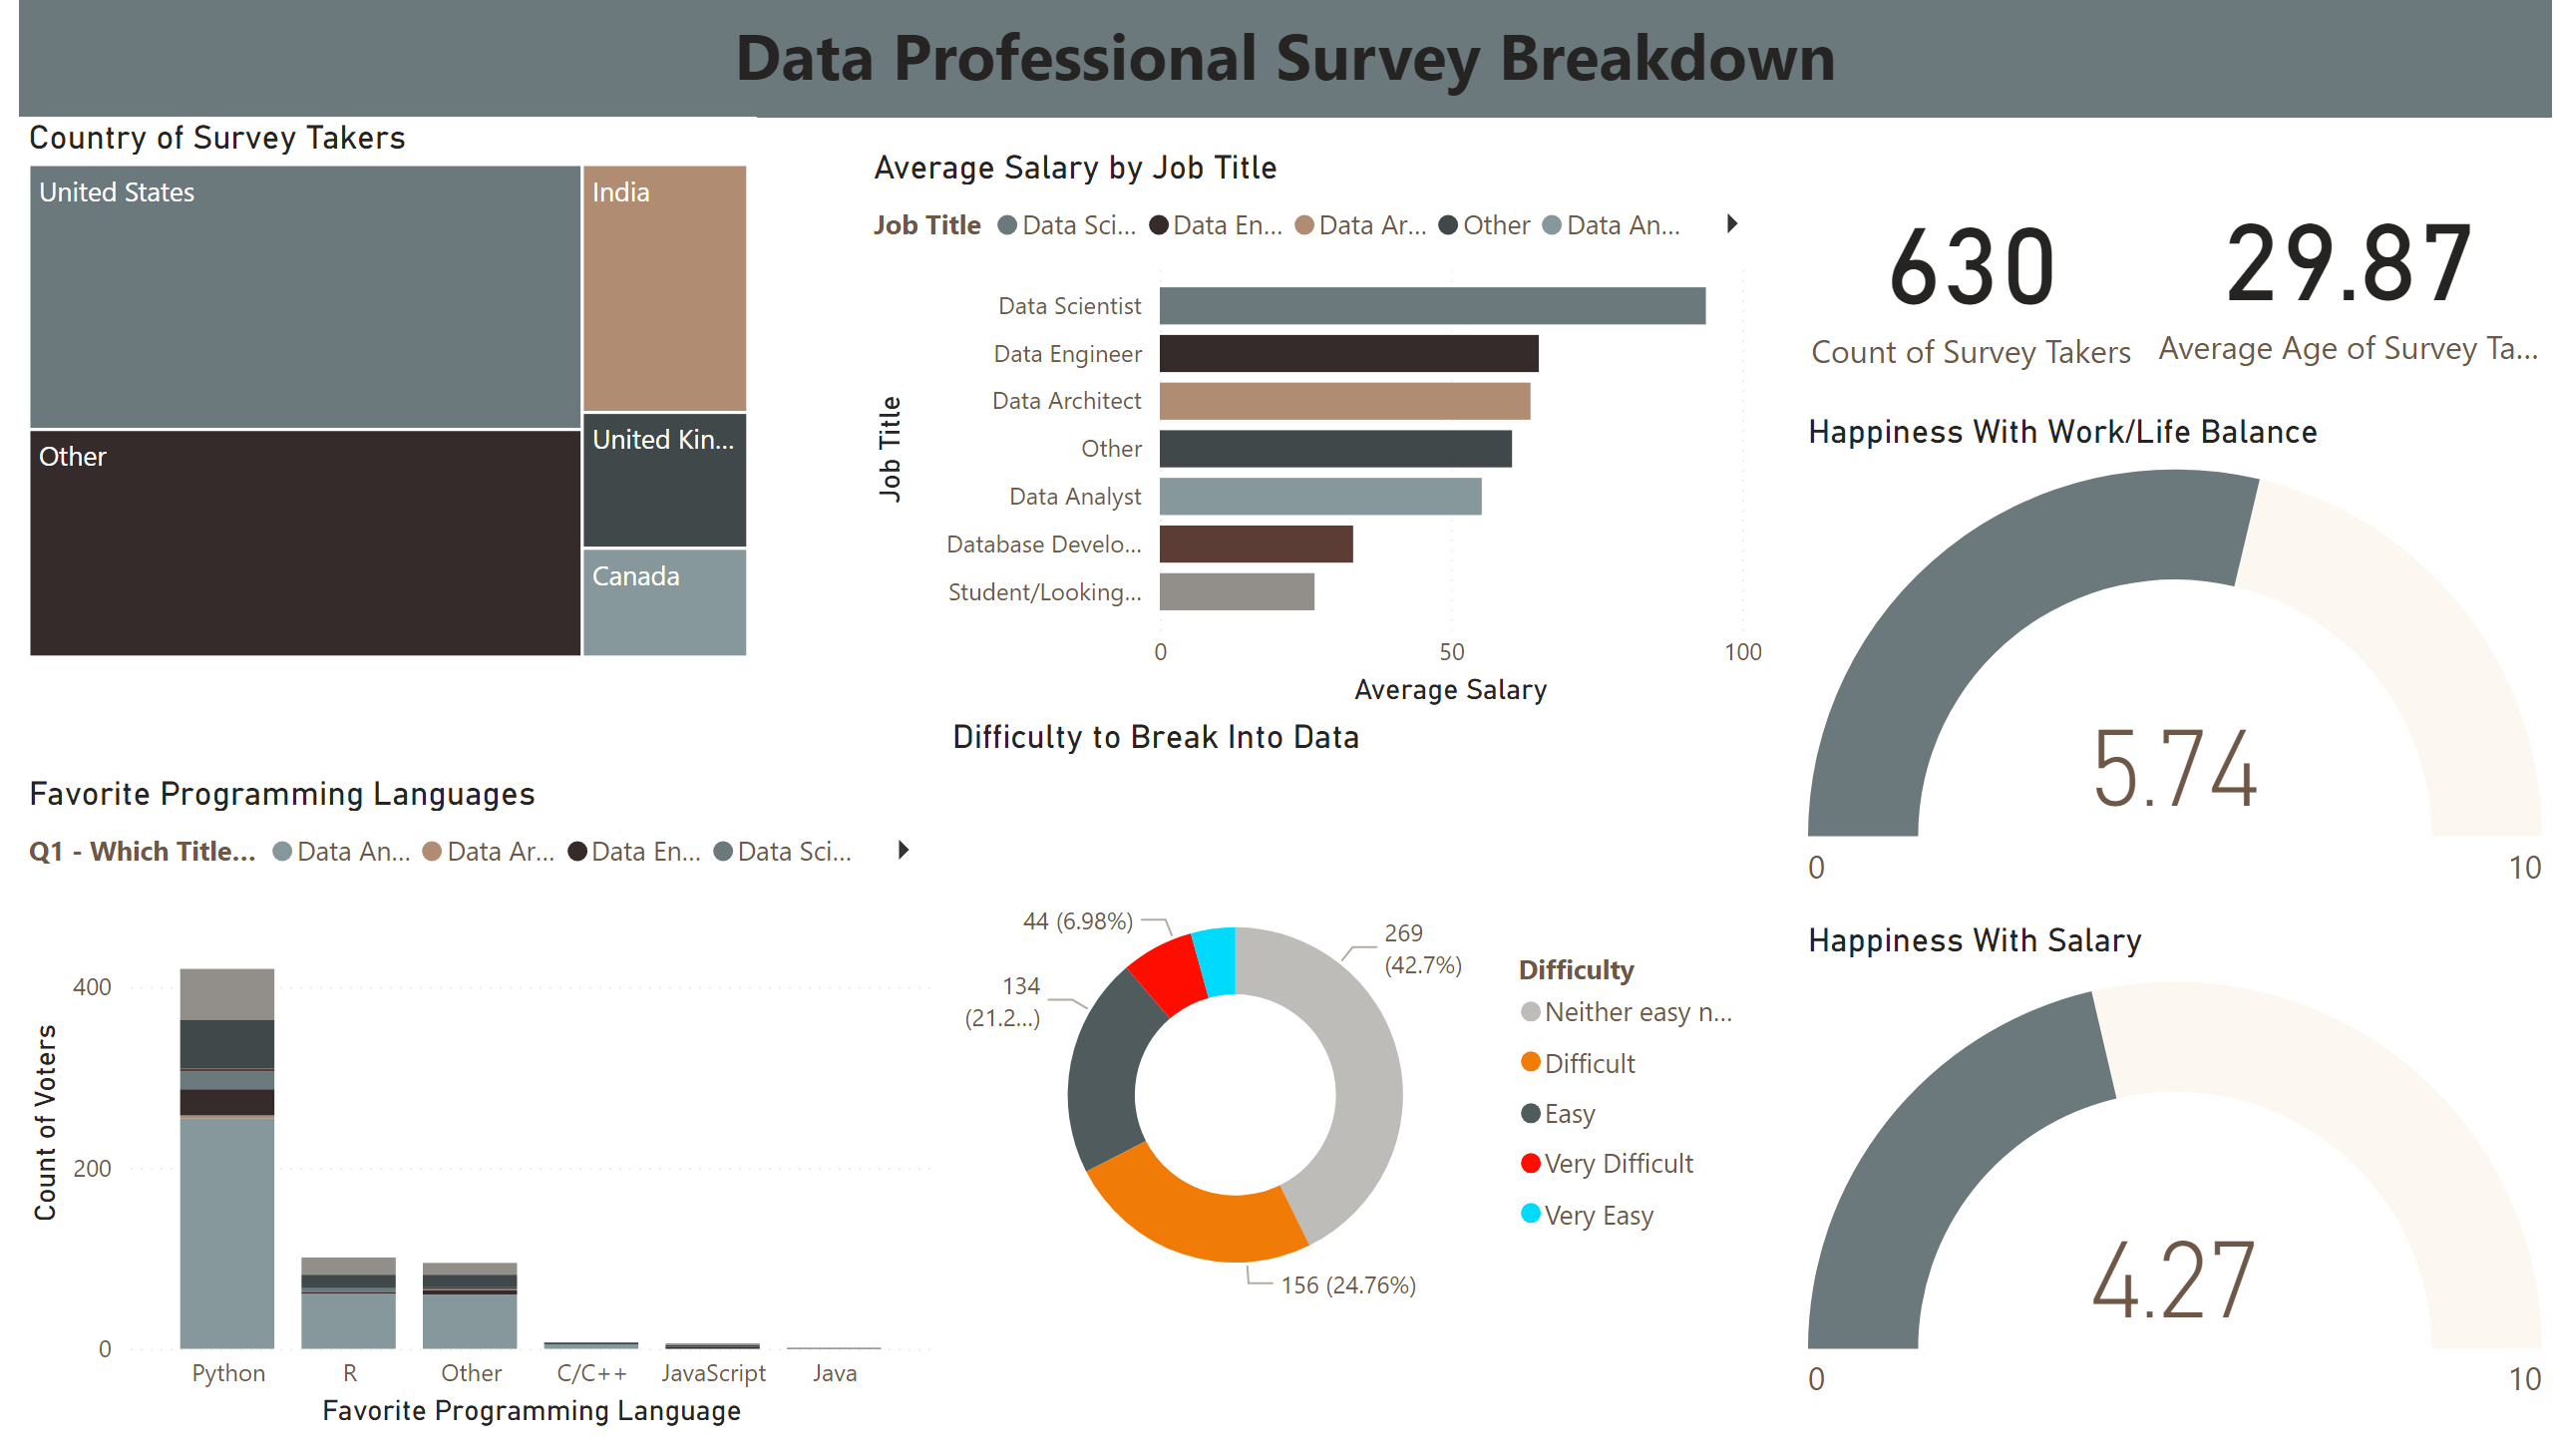 Data Professional Survey Breakdown
Country of Survey Takers
United States
India
Other
United Kin...
Canada
Average Salary by Job Title
Job Title Data Sci... Data En... Data Ar... Other Data An...
Job Title
Data Scientist
Data Engineer
Data Architect
Other
Data Analyst
Database Develo...
Student/Looking...
0 50 100
Average Salary
630
Count of Survey Takers
29.87
Average Age of Survey Ta...
Happiness With Work/Life Balance
5.74
0 10
Favorite Programming Languages
Q1 - Which Title... Data An... Data Ar... Data En... Data Sci...
Count of Voters
400
200
0
Python R Other C/C++ JavaScript Java
Favorite Programming Language
Difficulty to Break Into Data
44 (6.98%)
269
(42.7%)
134
(21.2...)
156 (24.76%)
Difficulty
Neither easy n...
Difficult
Easy
Very Difficult
Very Easy
Happiness With Salary
4.27
0 10